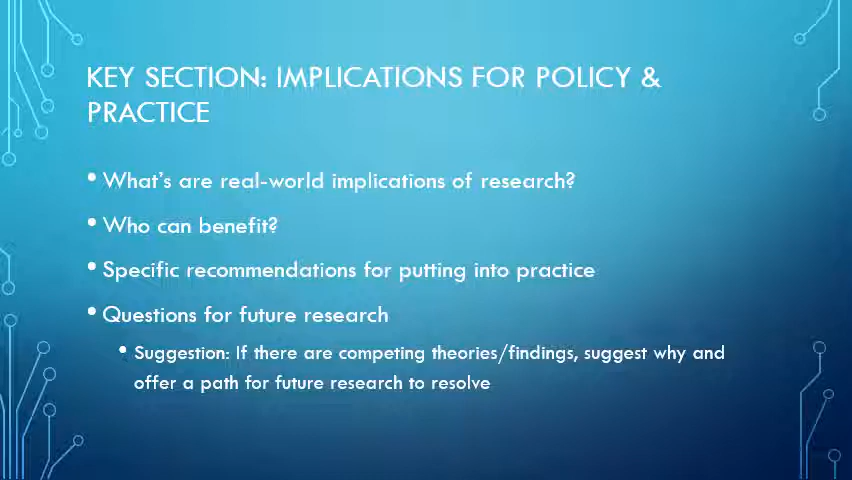 KEY SECTION: IMPLICATIONS FOR POLICY &
PRACTICE
• What's are real-world implications of research?
• Who can benefit?
• Specific recommendations for putting into practice
• Questions for future research
• Suggestion: If there are competing theories/findings, suggest why and
offer a path for future research to resolve